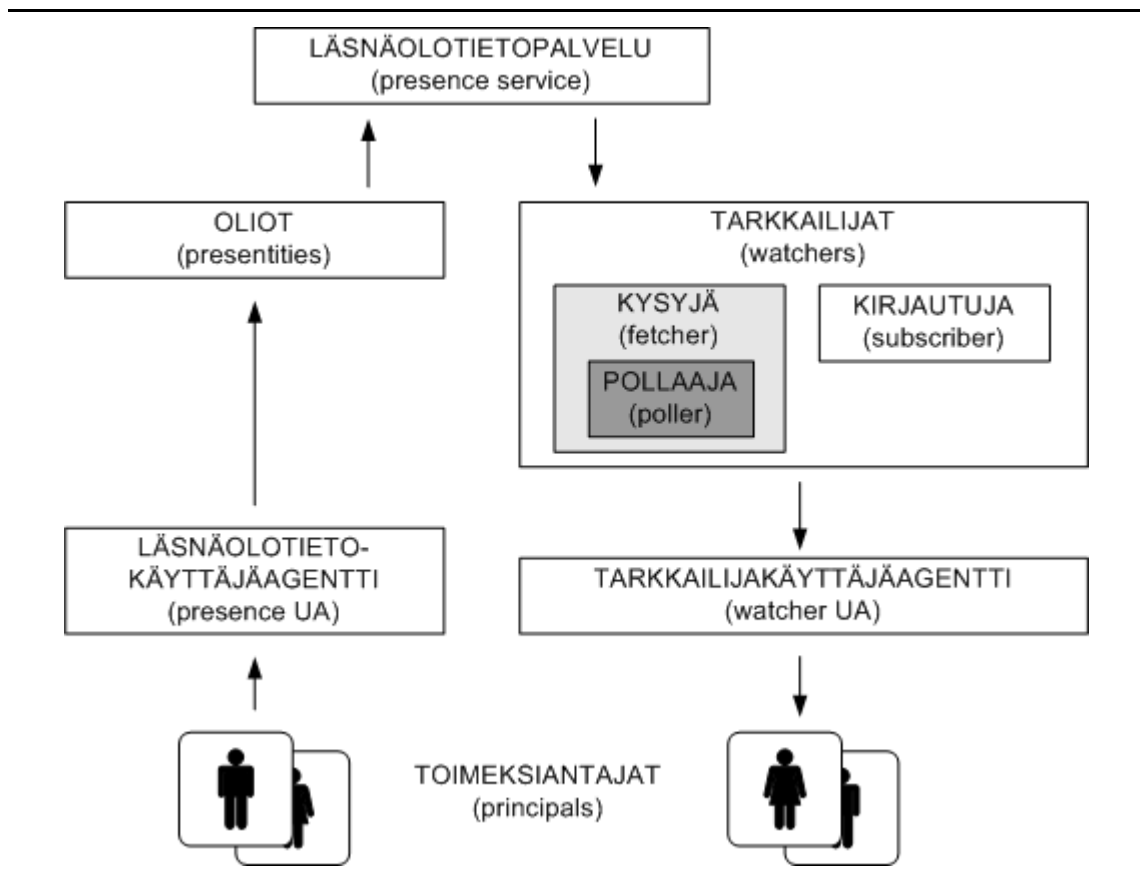 LÄSNÄOLOTIETOPALVELU
(presence service)
OLIOT
(presentities)
TARKKAILIJAT
(watchers)
KYSYJÄ
(fetcher)
KIRJAUTUJA
(subscriber)
POLLAAJA
(poller)
LÄSNÄOLOTIETO-
KÄYTTÄJÄAGENTTI
(presence UA)
TARKKAILIJAKÄYTTÄJÄAGENTTI
(watcher UA)
TOIMEKSIANTAJAT
(principals)